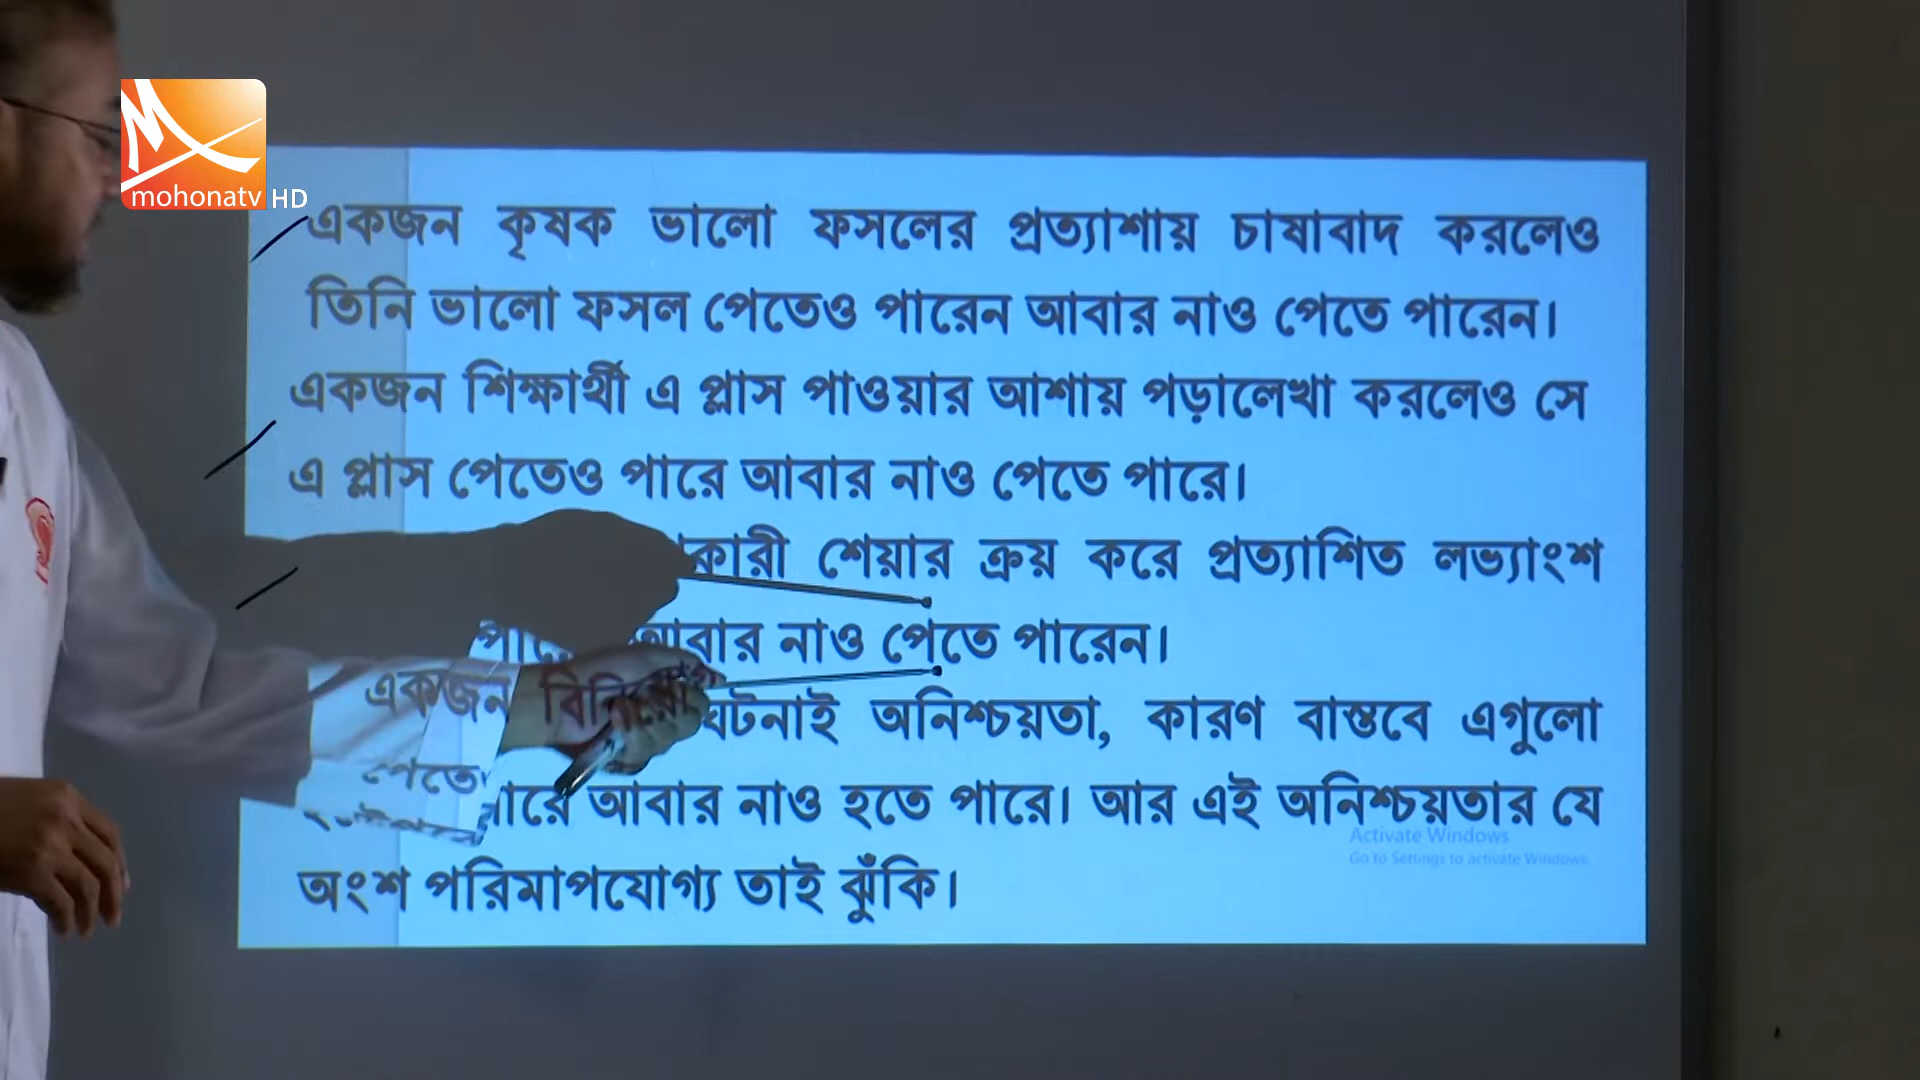 mohonatv HD
একজন কৃষক ভালো ফসলের প্রত্যাশায় চাষাবাদ করলেও
তিনি ভালো ফসল পেতেও পারেন আবার নাও পেতে পারেন।
একজন শিক্ষার্থী এ প্লাস পাওয়ার আশায় পড়ালেখা করলেও সে
এ প্লাস পেতেও পারে আবার নাও পেতে পারে।
একজন শেয়ার ক্রয় করে প্রত্যাশিত লভ্যাংশ
পেতে আবার নাও পেতে পারেন।
ঘটনাই অনিশ্চয়তা, কারণ বাস্তবে এগুলো
পারে আবার নাও হতে পারে। আর এই অনিশ্চয়তার যে
অংশ পরিমাপযোগ্য তাই ঝুঁকি।
Activate Windows
Go to Settings to activate Windows.